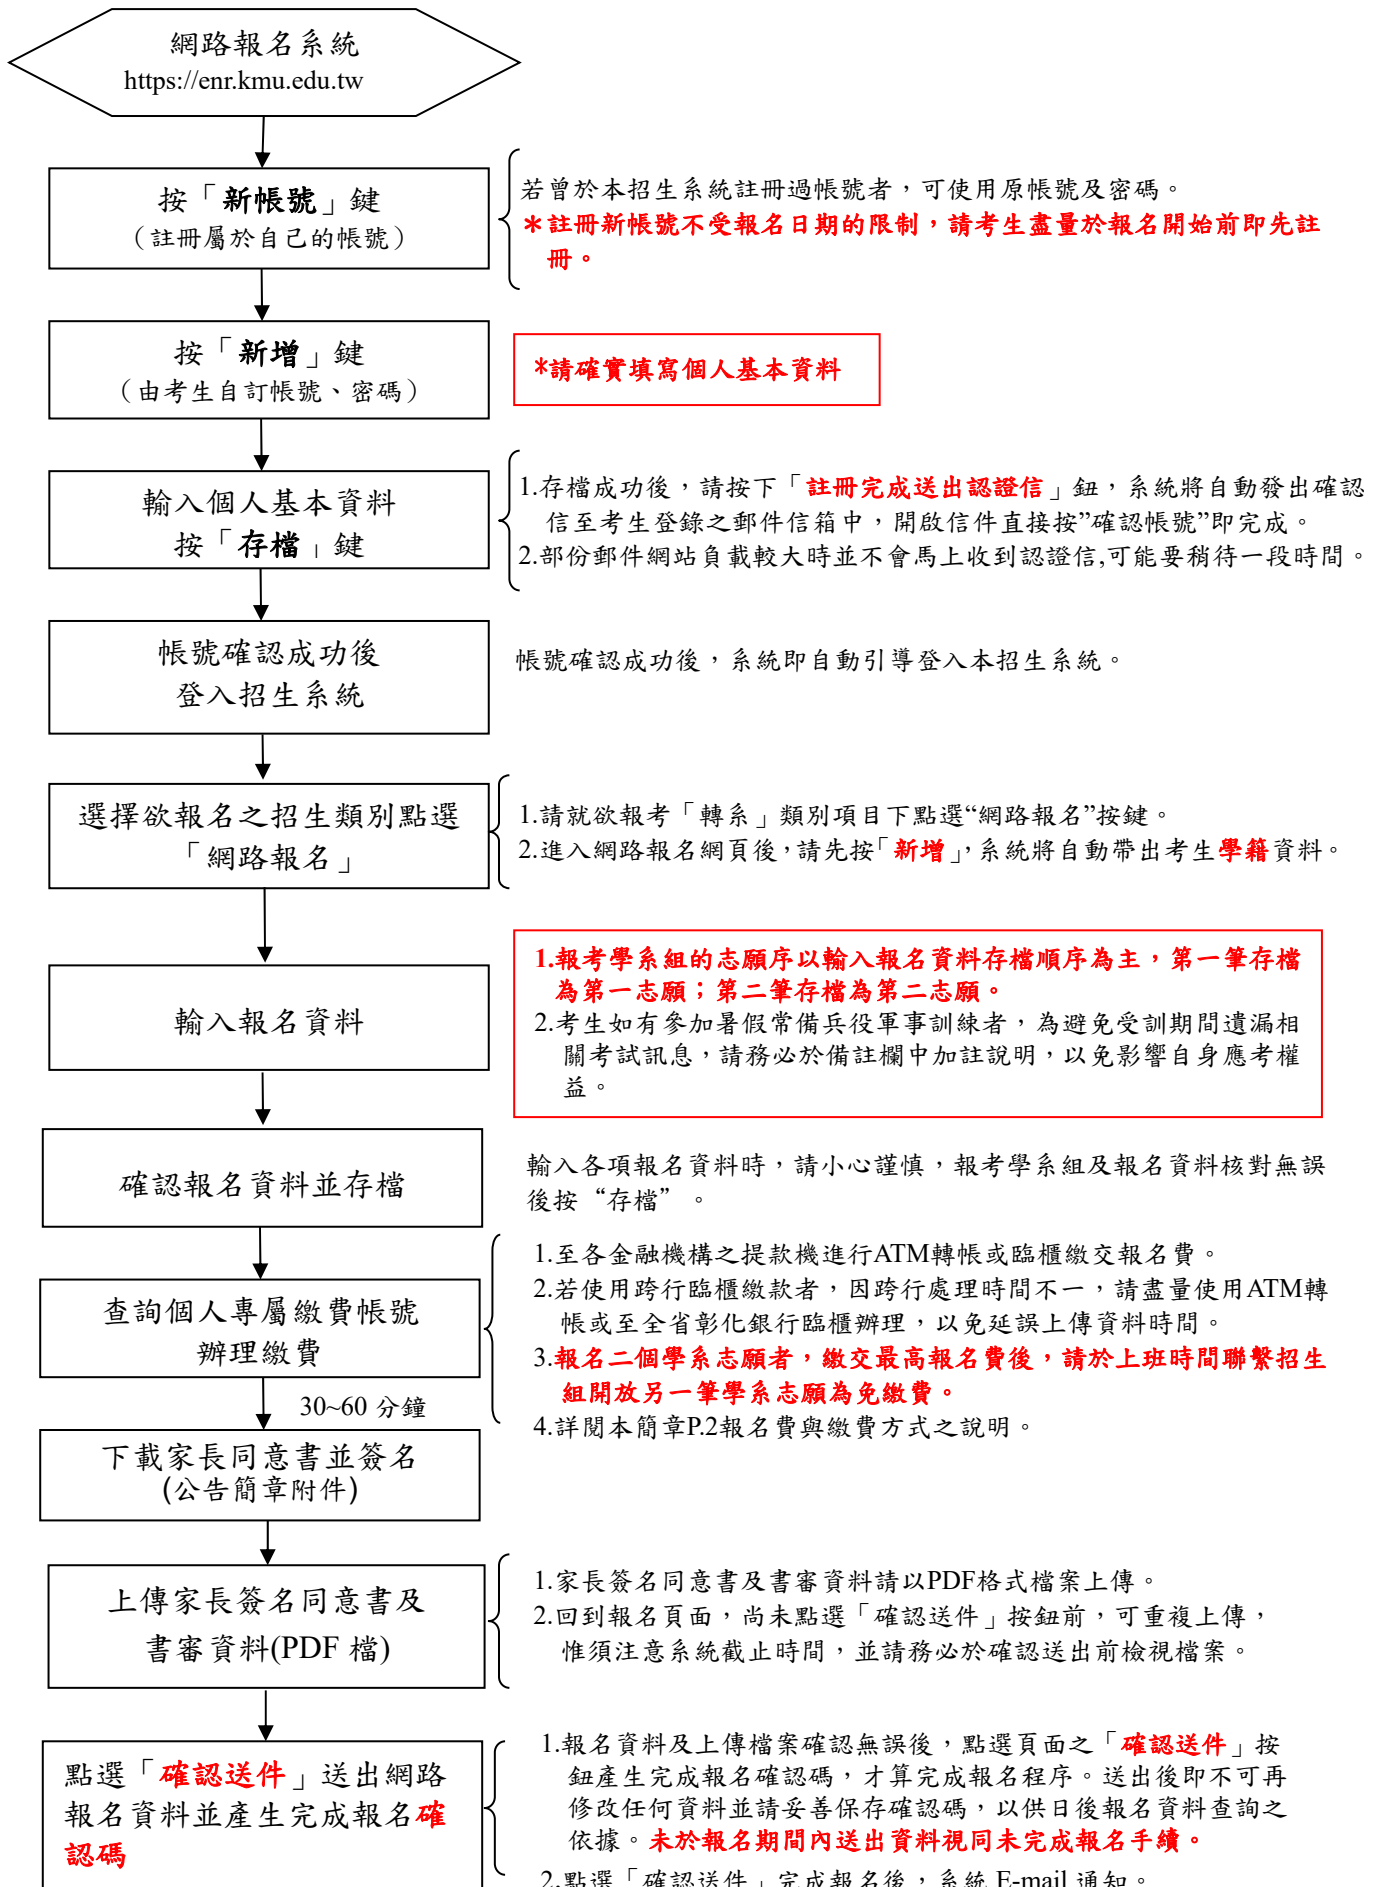 網路報名系統
https://enr.kmu.edu.tw
按「新帳號」鍵
（註冊屬於自己的帳號）
若曾於本招生系統註冊過帳號者，可使用原帳號及密碼。
＊註冊新帳號不受報名日期的限制，請考生盡量於報名開始前即先註
冊。
按「新增」鍵
（由考生自訂帳號、密碼）
*請確實填寫個人基本資料
輸入個人基本資料
按「存檔」鍵
1.存檔成功後，請按下「註冊完成送出認證信」鈕，系統將自動發出確認
信至考生登錄之郵件信箱中，開啟信件直接按”確認帳號”即完成。
2.部份郵件網站負載較大時並不會馬上收到認證信,可能要稍待一段時間。
帳號確認成功後
登入招生系統
帳號確認成功後，系統即自動引導登入本招生系統。
選擇欲報名之招生類別點選
「網路報名」
1.請就欲報考「轉系」類別項目下點選“網路報名”按鍵。
2.進入網路報名網頁後，請先按「新增」，系統將自動帶出考生學籍資料。
輸入報名資料
1.報考學系組的志願序以輸入報名資料存檔順序為主，第一筆存檔
為第一志願；第二筆存檔為第二志願。
2.考生如有參加暑假常備兵役軍事訓練者，為避免受訓期間遺漏相
關考試訊息，請務必於備註欄中加註說明，以免影響自身應考權
益。
確認報名資料並存檔
輸入各項報名資料時，請小心謹慎，報考學系組及報名資料核對無誤
後按“存檔”。
查詢個人專屬繳費帳號
辦理繳費
1.至各金融機構之提款機進行ATM轉帳或臨櫃繳交報名費。
2.若使用跨行臨櫃繳款者，因跨行處理時間不一，請盡量使用ATM轉
帳或至全省彰化銀行臨櫃辦理，以免延誤上傳資料時間。
3.報名二個學系志願者，繳交最高報名費後，請於上班時間聯繫招生
組開放另一筆學系志願為免繳費。
4.詳閱本簡章P.2報名費與繳費方式之說明。
30~60 分鐘
下載家長同意書並簽名
(公告簡章附件)
上傳家長簽名同意書及
書審資料(PDF 檔)
1.家長簽名同意書及書審資料請以PDF格式檔案上傳。
2.回到報名頁面，尚未點選「確認送件」按鈕前，可重複上傳，
惟須注意系統截止時間，並請務必於確認送出前檢視檔案。
點選「確認送件」送出網路
報名資料並產生完成報名確
認碼
1.報名資料及上傳檔案確認無誤後，點選頁面之「確認送件」按
鈕產生完成報名確認碼，才算完成報名程序。送出後即不可再
修改任何資料並請妥善保存確認碼，以供日後報名資料查詢之
依據。未於報名期間內送出資料視同未完成報名手續。
2.點選「確認送件」完成報名後，系統 E-mail 通知。